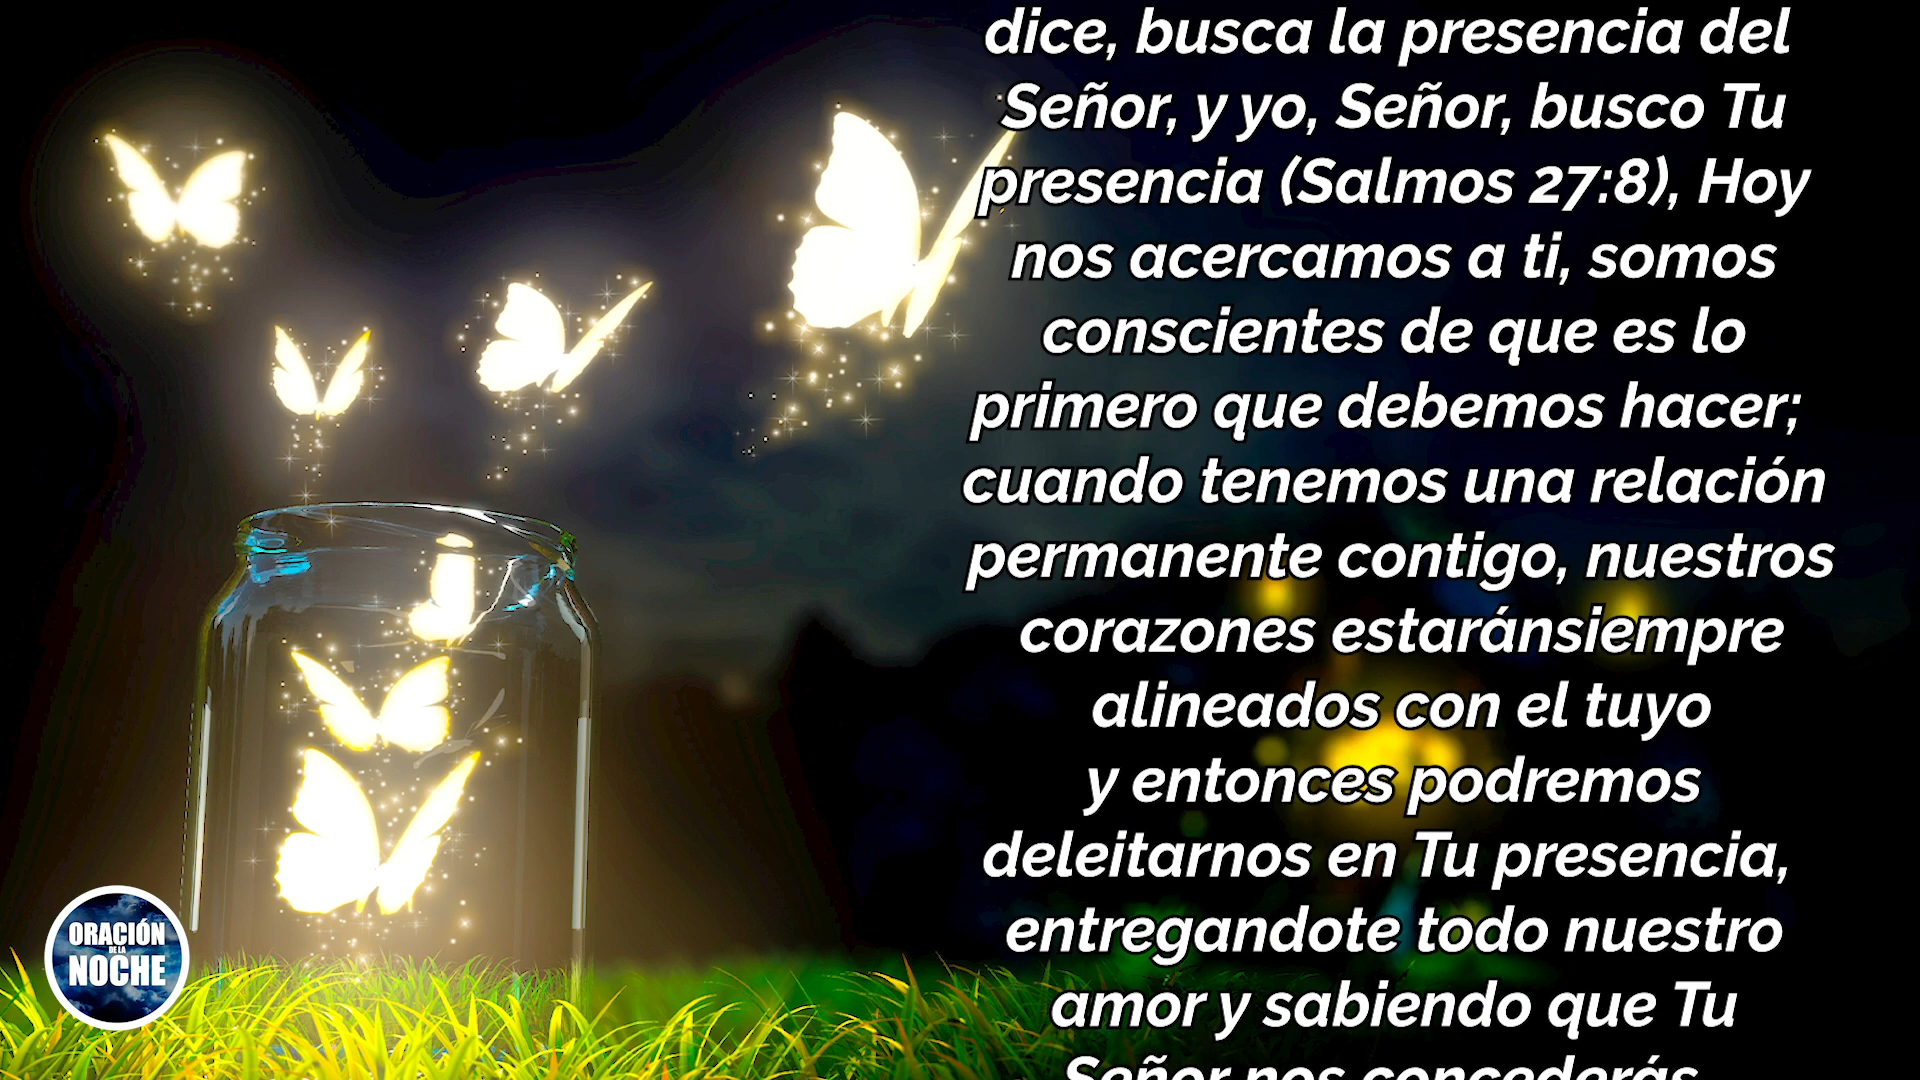 dice, busca la presencia del
Señor, y yo, Señor, busco Tu
presencia (Salmos 27:8), Hoy
nos acercamos a ti, somos
conscientes de que es lo
primero que debemos hacer;
cuando tenemos una relación
permanente contigo, nuestros
corazones estaránsiempre
alineados con el tuyo
y entonces podremos
deleitarnos en Tu presencia,
entregandote todo nuestro
amor y sabiendo que Tu
Señor nos concederás
ORACIÓN
DE LA
NOCHE